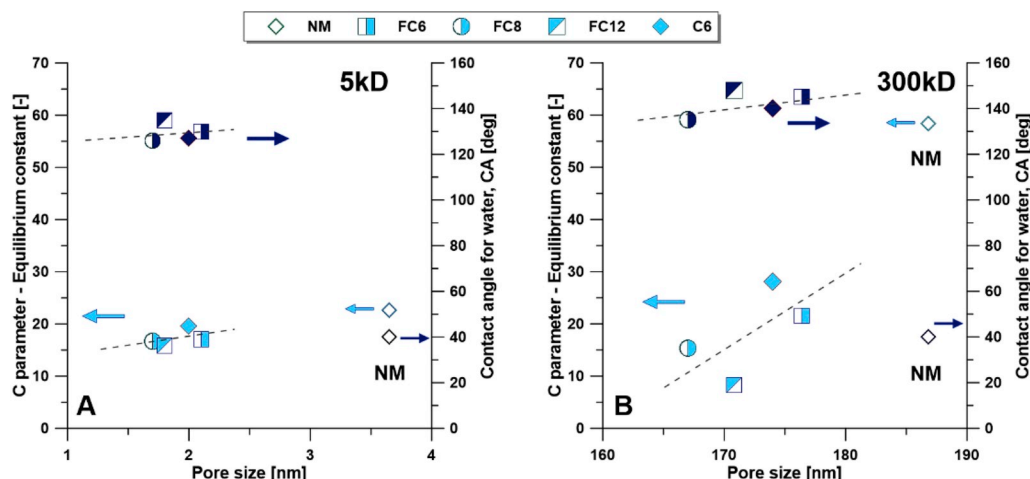 NM FC6 FC8 FC12 C6
5kD
300kD
C parameter - Equilibrium constant [-]
70
60
50
40
30
20
10
0
160
140
120
100
80
60
40
20
0
Contact angle for water, CA [deg]
NM
A
1 2 3 4
Pore size [nm]
C parameter - Equilibrium constant [-]
70
60
50
40
30
20
10
0
160
140
120
100
80
60
40
20
0
Contact angle for water, CA [deg]
NM
NM
B
160 170 180 190
Pore size [nm]